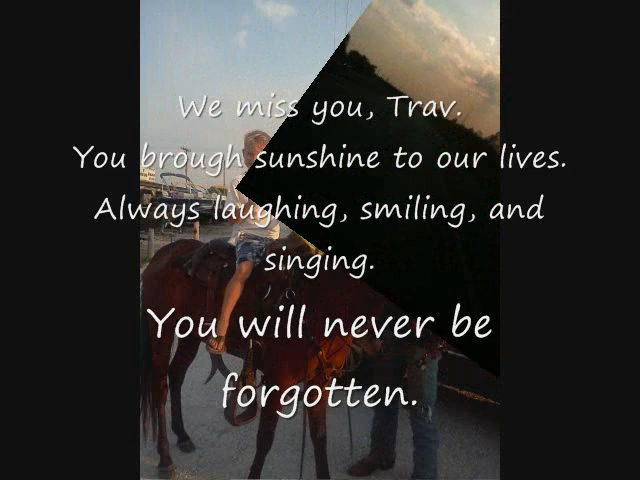 We miss you, Trav.
You brough sunshine to our lives.
Always laughing, smiling, and
singing.
You will never be
forgotten.